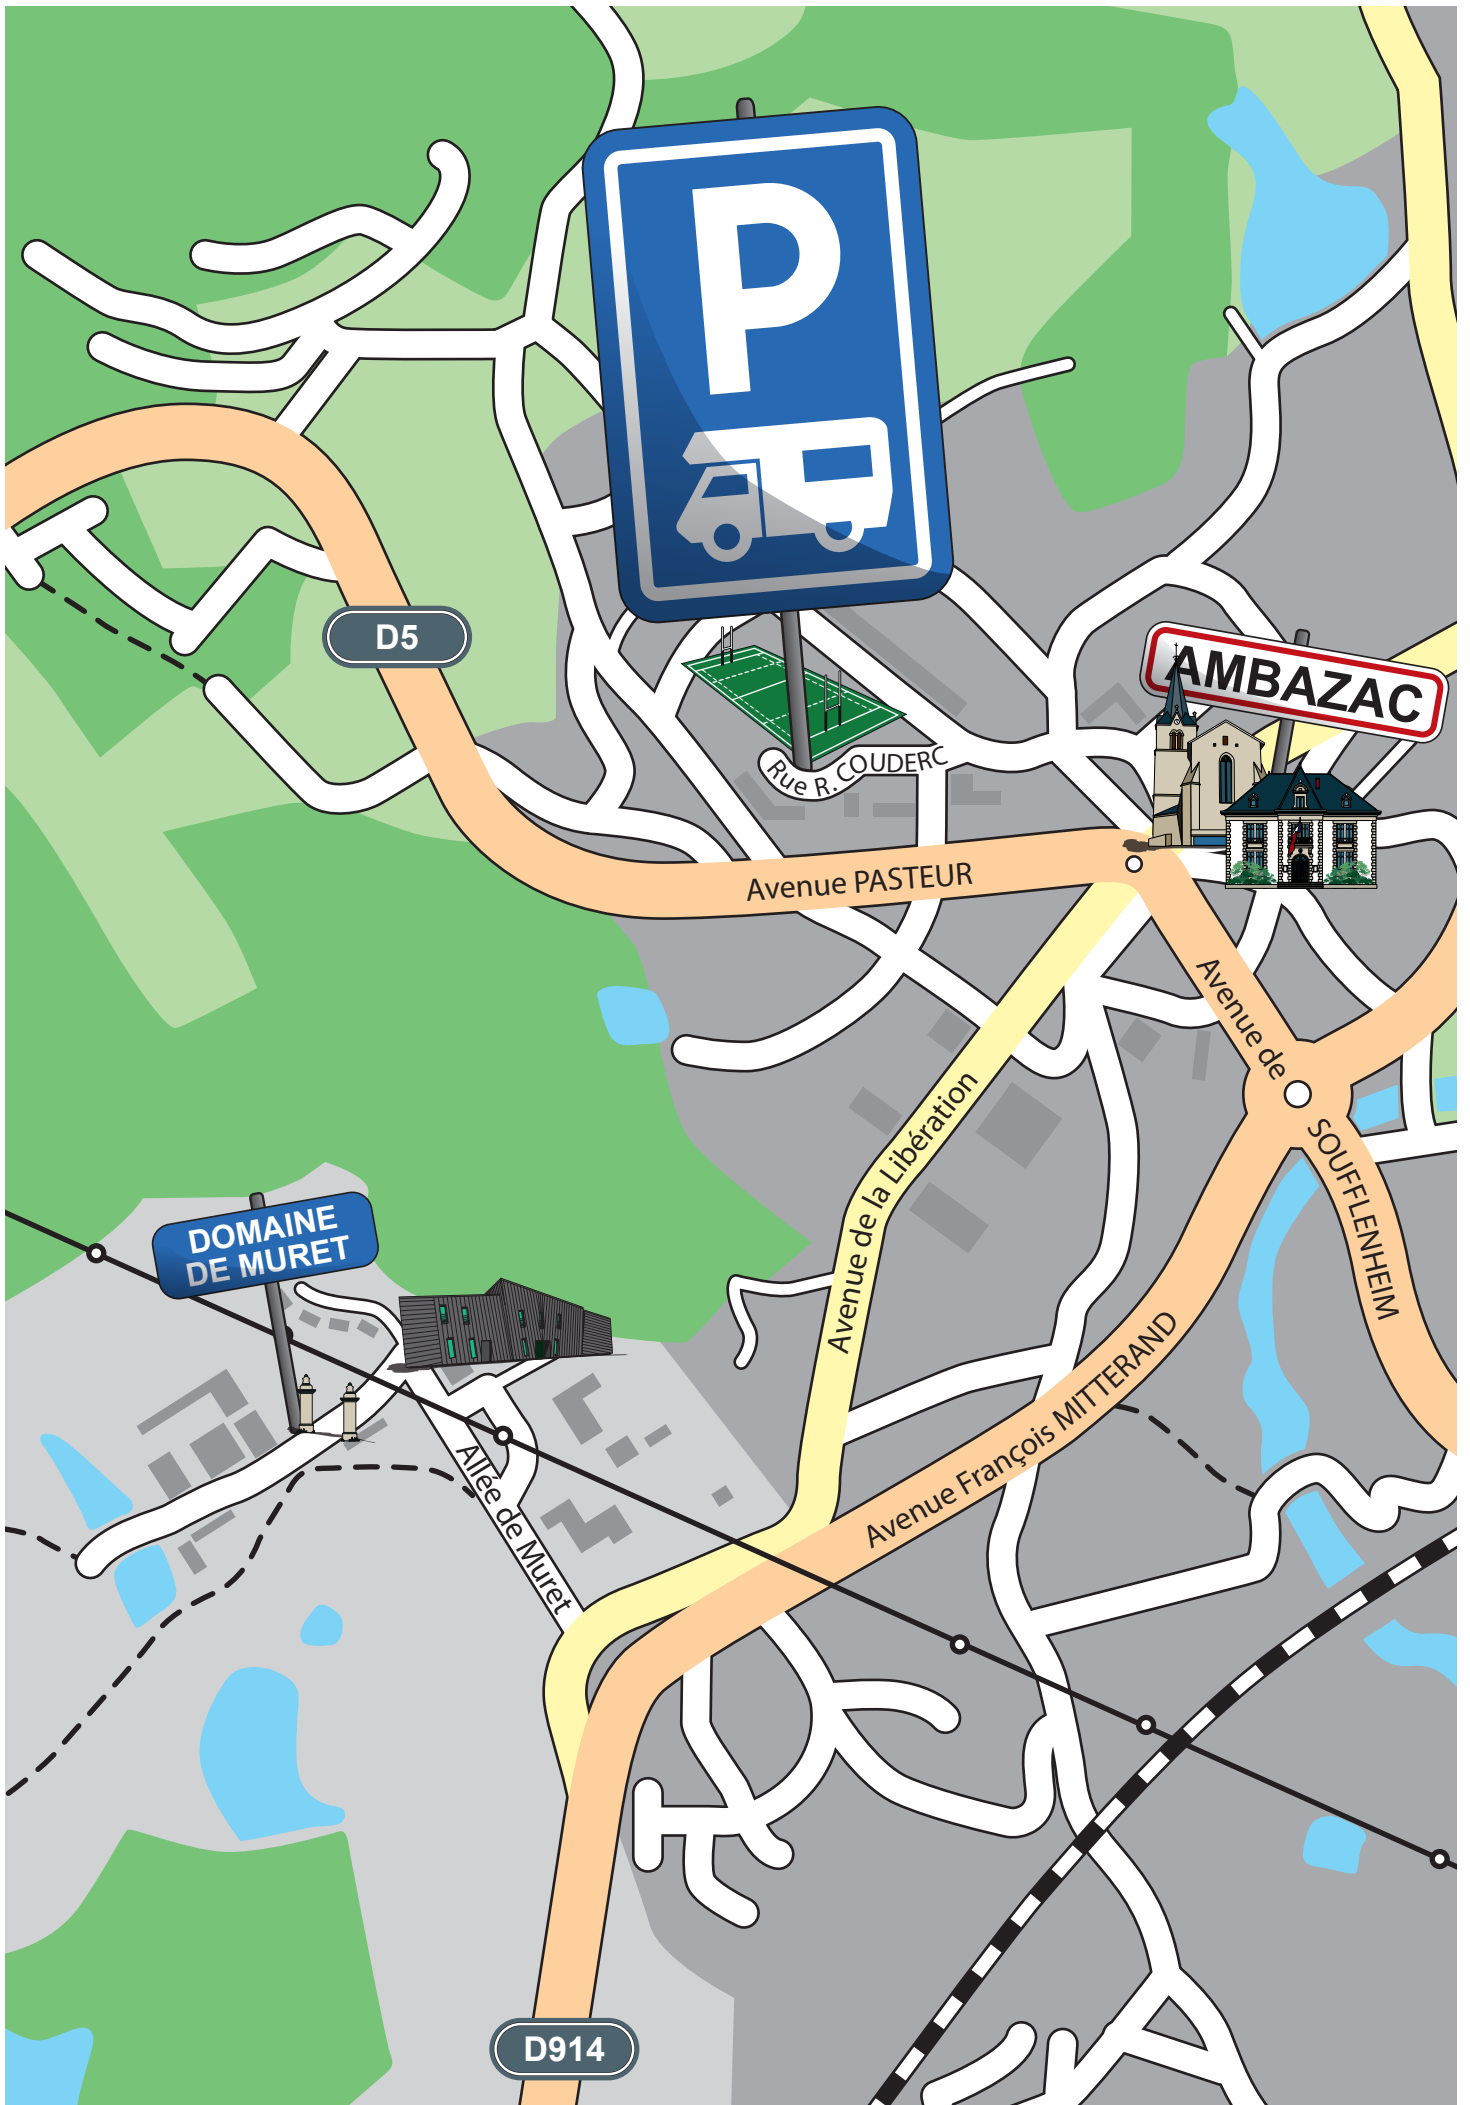 P
D5
AMBAZAC
Rue R. COUDERC
Avenue PASTEUR
Avenue de
SOUFFLENHEIM
Avenue de la Libération
DOMAINE
DE MURET
Avenue François MITTERAND
Allée de Muret
D914